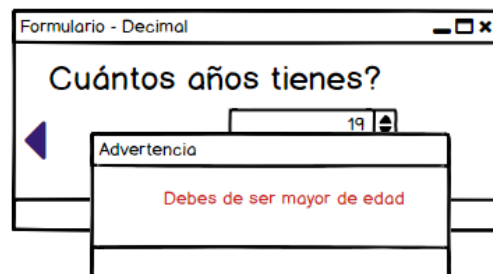 Formulario - Decimal
Cuántos años tienes?
19
Advertencia
Debes de ser mayor de edad